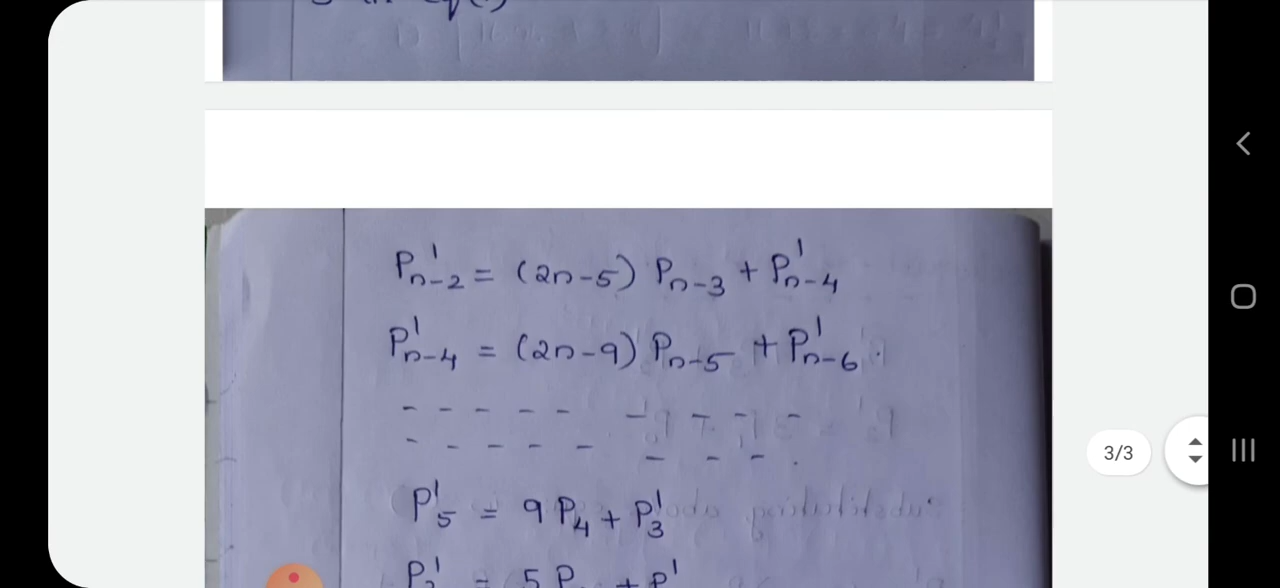 P'n-2 = (2n-5) Pn-3 + P'n-4
P'n-4 = (2n-9) Pn-5 + P'n-6 .
- - - - - - - - -
- - - - - - - - .
P'5 = 9 P4 + P'3
3/3